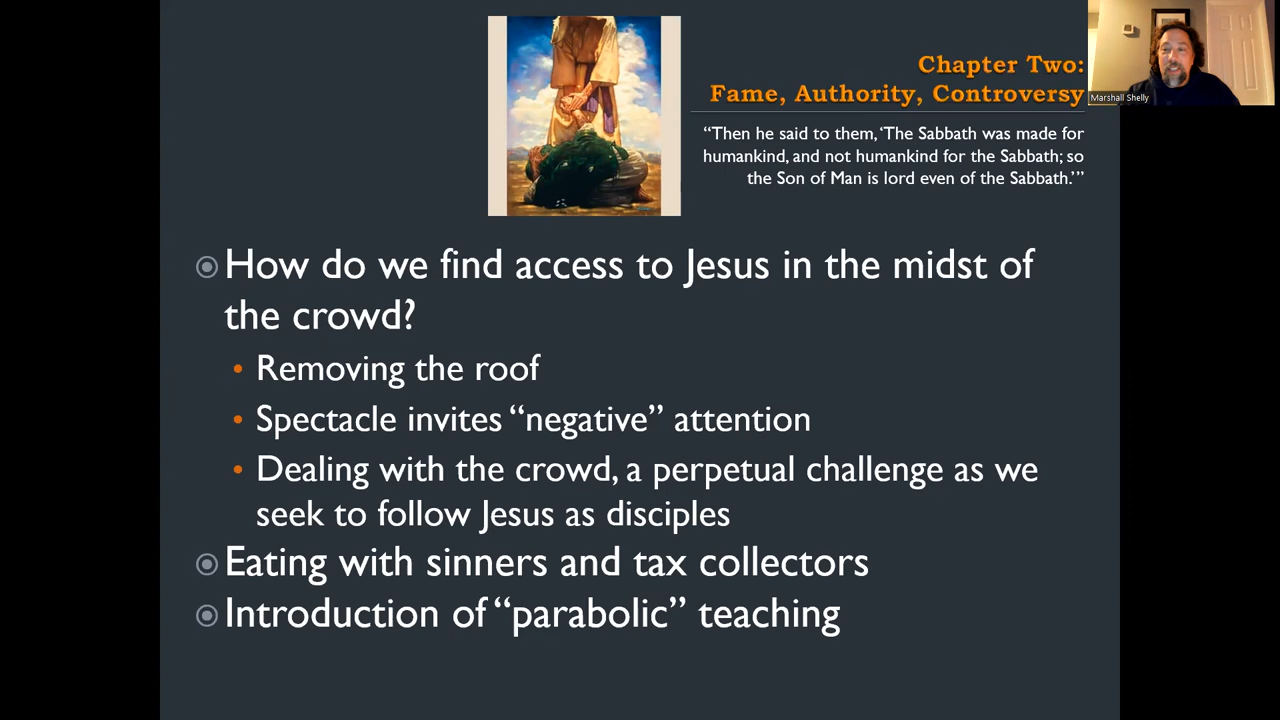 Chapter Two:
Fame, Authority, Controversy
Marshall Shelly
“Then he said to them, ‘The Sabbath was made for
humankind, and not humankind for the Sabbath; so
the Son of Man is lord even of the Sabbath.’”
How do we find access to Jesus in the midst of
the crowd?
Removing the roof
Spectacle invites “negative” attention
Dealing with the crowd, a perpetual challenge as we
seek to follow Jesus as disciples
Eating with sinners and tax collectors
Introduction of “parabolic” teaching